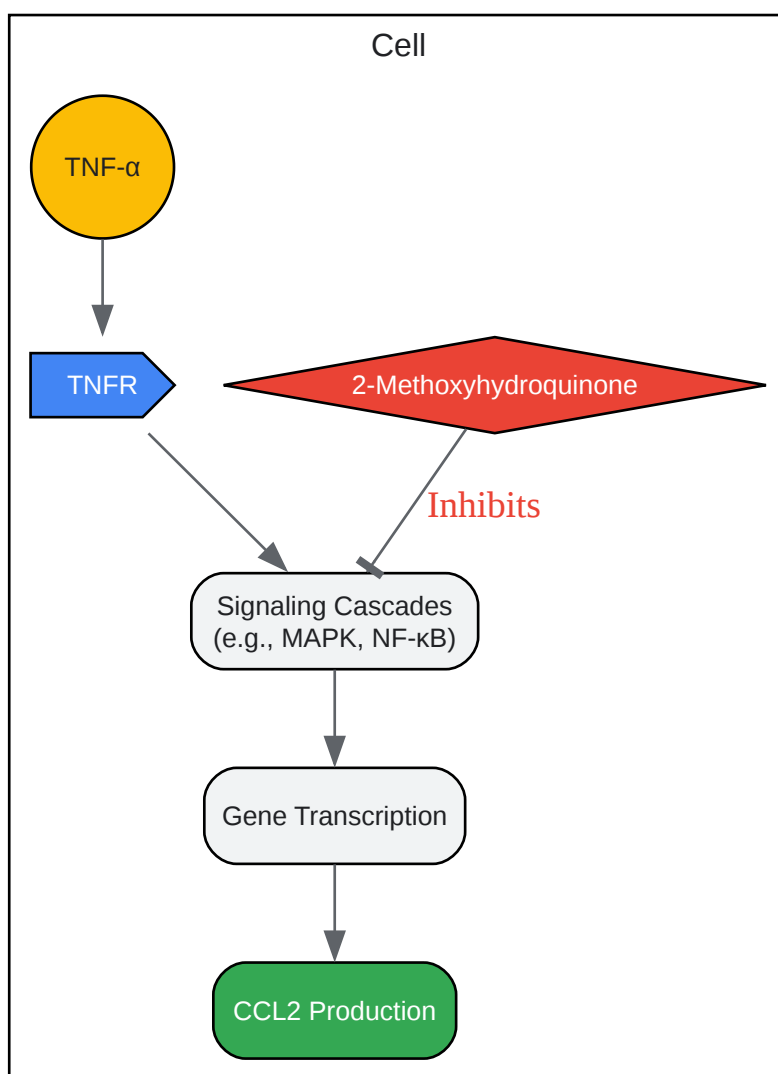 Cell
TNF-α
TNFR
2-Methoxyhydroquinone
Inhibits
Signaling Cascades
(e.g., MAPK, NF-κB)
Gene Transcription
CCL2 Production